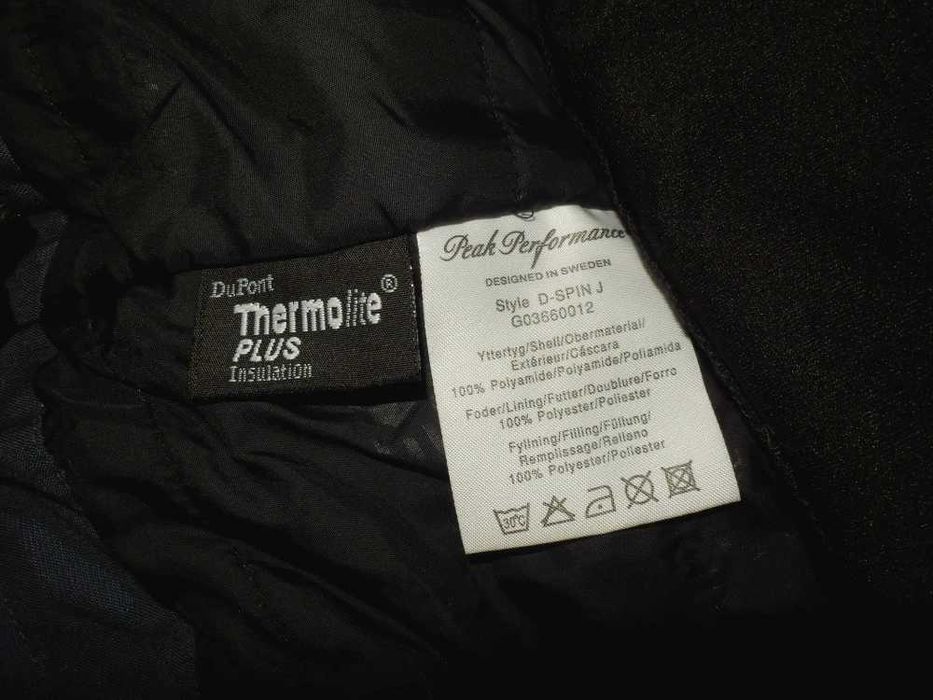 DuPont
Thermolite®
PLUS
Insulation
Peak Performance
DESIGNED IN SWEDEN
Style D-SPIN J
G03660012
Yttertyg/Shell/Obermaterial/
Extérieur/Cáscara
100% Polyamide/Polyamide/Poliamida
Foder/Lining/Futter/Doublure/Forro
100% Polyester/Poliester
Fyllning/Filling/Füllung/
Remplissage/Relleno
100% Polyester/Poliester
30°C